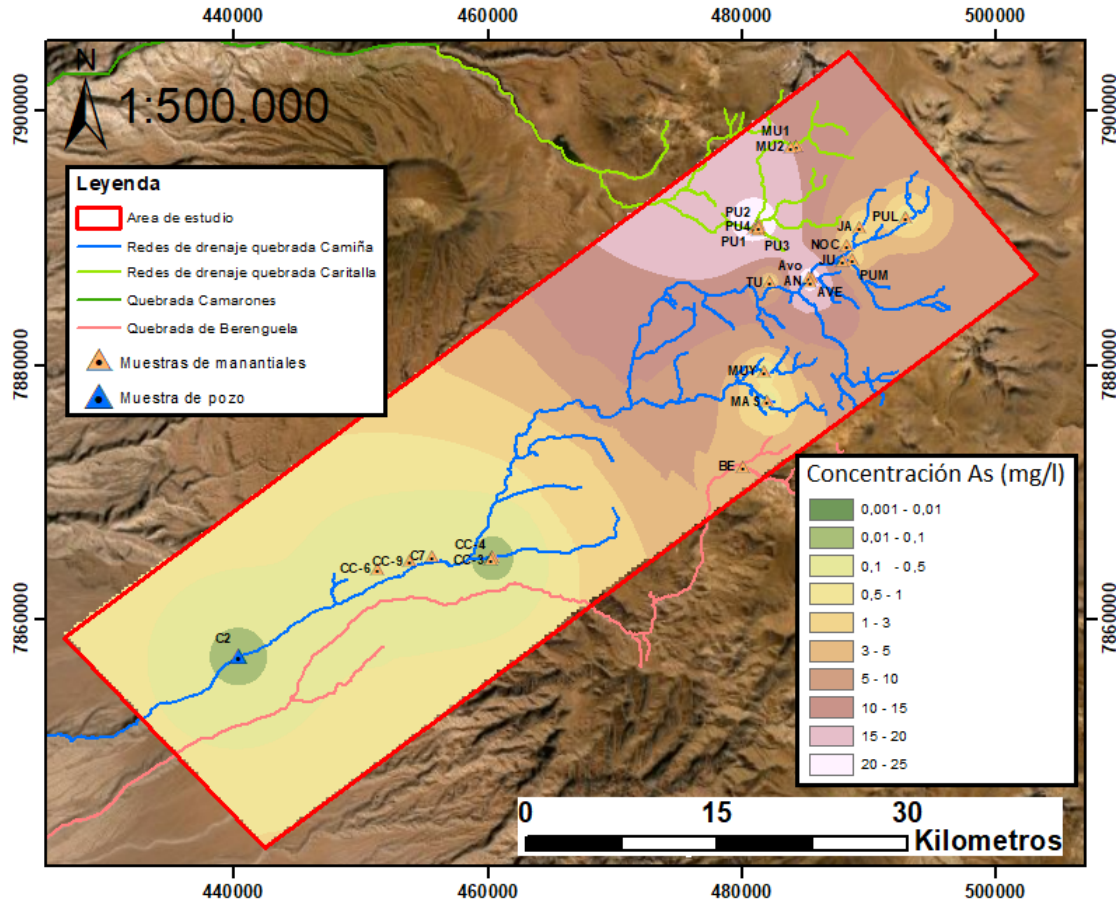 440000
460000
480000
500000
N
1:500.000
7900000
7900000
Leyenda
Area de estudio
Redes de drenaje quebrada Camiña
Redes de drenaje quebrada Caritalla
Quebrada Camarones
Quebrada de Berenguela
Muestras de manantiales
Muestra de pozo
MU1
MU2
PU2
PU4
PU1
PU3
PUL
JA
NOC
JU
PUM
Avo
AN
AVE
TU
7880000
7880000
MUY
MAS
BE
Concentración As (mg/l)
0,001 - 0,01
0,01 - 0,1
0,1 - 0,5
0,5 - 1
1 - 3
3 - 5
5 - 10
10 - 15
15 - 20
20 - 25
CC-4
CC-3
C7
CC-9
CC-6
C2
7860000
7860000
0
15
30
Kilometros
440000
460000
480000
500000